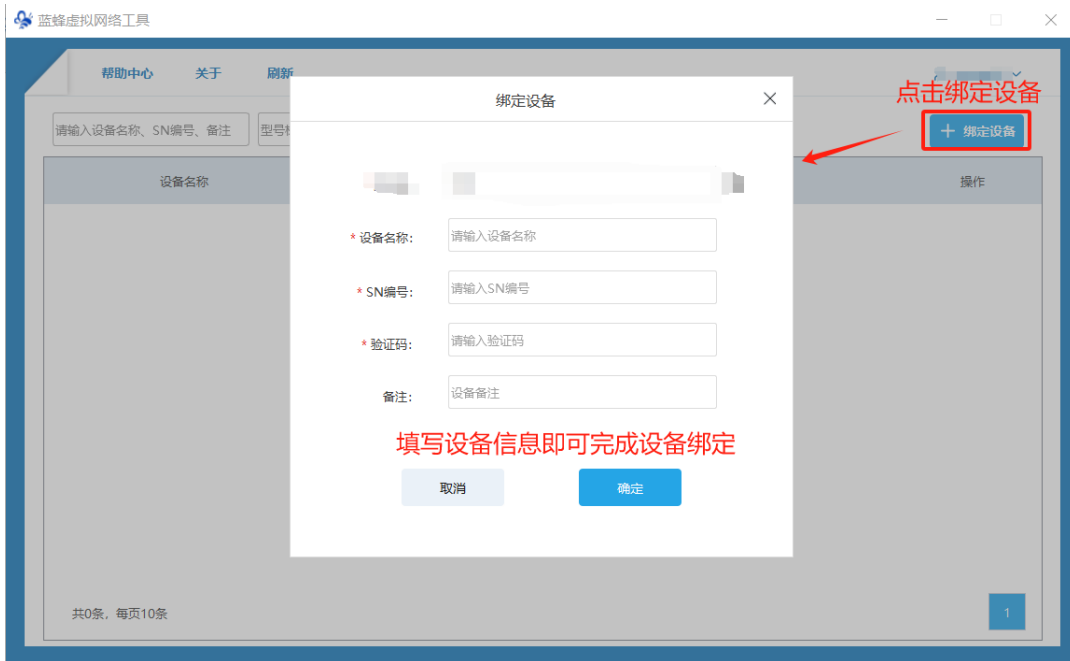 蓝蜂虚拟网络工具
帮助中心 关于 刷新
点击绑定设备
请输入设备名称、SN编号、备注
+ 绑定设备
设备名称 操作
绑定设备
* 设备名称: 请输入设备名称
* SN编号: 请输入SN编号
* 验证码: 请输入验证码
备注: 设备备注
填写设备信息即可完成设备绑定
取消 确定
共0条，每页10条 1